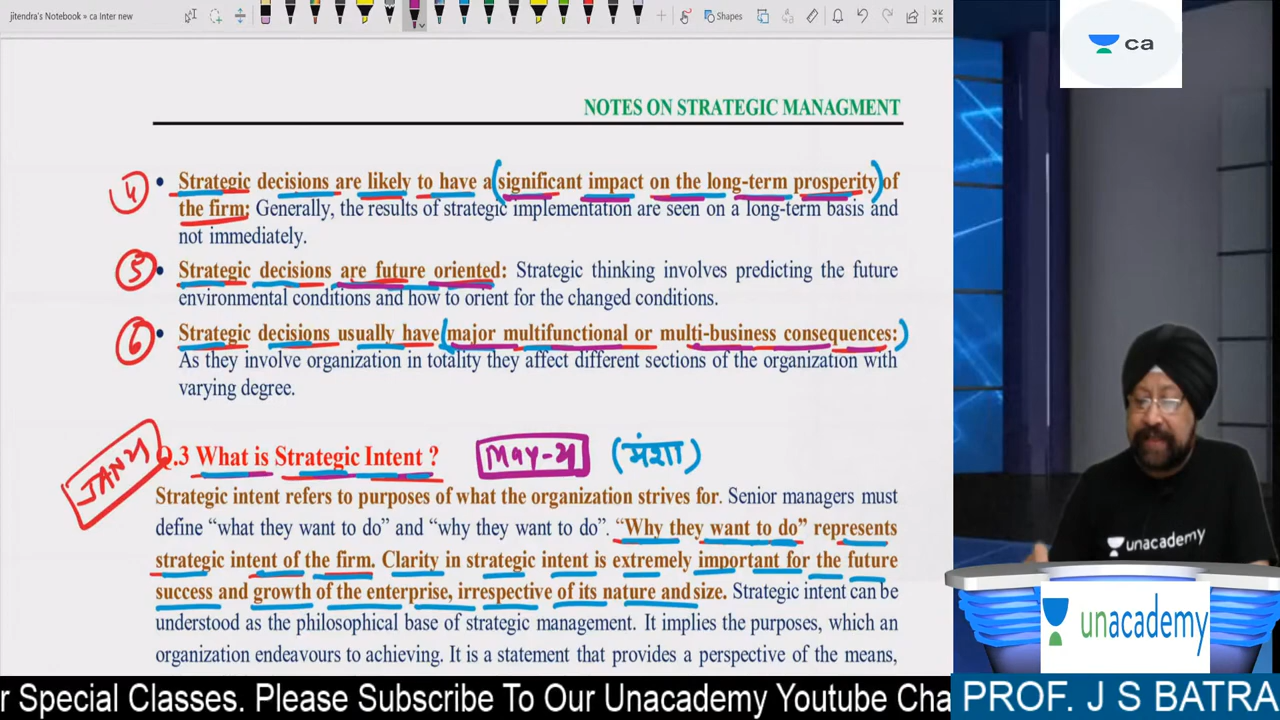 jitendra's Notebook » ca Inter new
Shapes
ca
NOTES ON STRATEGIC MANAGMENT
4 • Strategic decisions are likely to have a (significant impact on the long-term prosperity) of
the firm: Generally, the results of strategic implementation are seen on a long-term basis and
not immediately.
5 • Strategic decisions are future oriented: Strategic thinking involves predicting the future
environmental conditions and how to orient for the changed conditions.
6 • Strategic decisions usually have (major multifunctional or multi-business consequences:)
As they involve organization in totality they affect different sections of the organization with
varying degree.
JAN 21
Q.3 What is Strategic Intent ? MAY-21 (मंशा)
Strategic intent refers to purposes of what the organization strives for. Senior managers must
define “what they want to do” and “why they want to do”. “Why they want to do” represents
strategic intent of the firm. Clarity in strategic intent is extremely important for the future
success and growth of the enterprise, irrespective of its nature and size. Strategic intent can be
understood as the philosophical base of strategic management. It implies the purposes, which an
organization endeavours to achieving. It is a statement that provides a perspective of the means,
unacademy
unacademy
r Special Classes. Please Subscribe To Our Unacademy Youtube Cha
PROF. J S BATRA